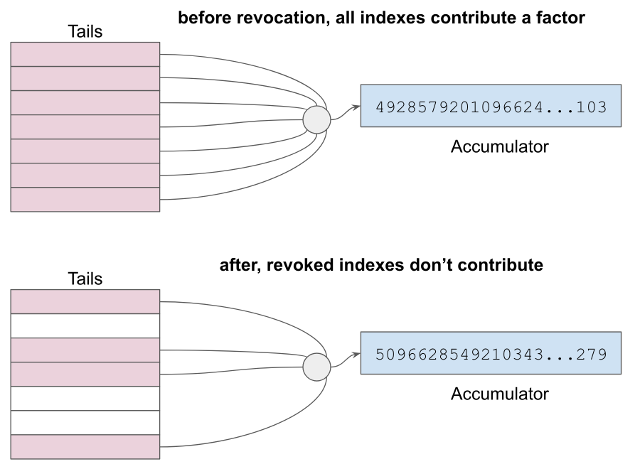 before revocation, all indexes contribute a factor
Tails
4928579201096624...103
Accumulator
after, revoked indexes don’t contribute
Tails
5096628549210343...279
Accumulator